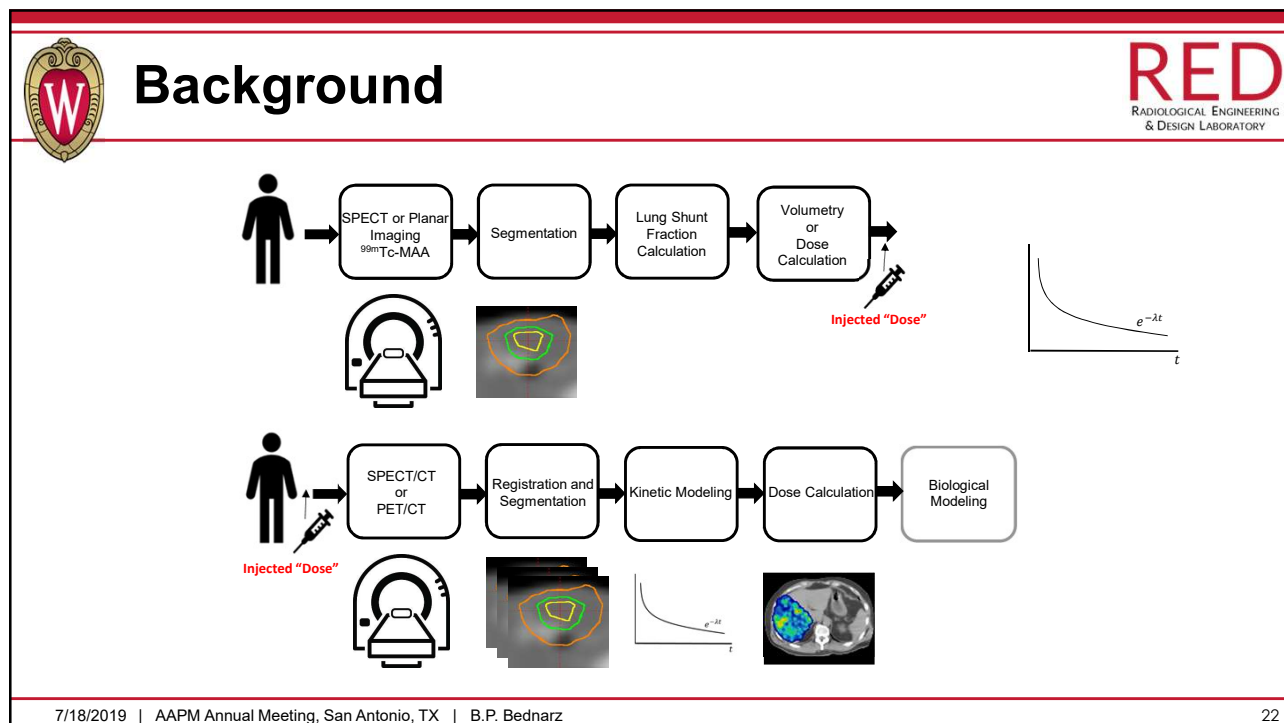 W
Background
RED
RADIOLOGICAL ENGINEERING
& DESIGN LABORATORY
SPECT or Planar
Imaging
⁹⁹ᵐTc-MAA
Segmentation
Lung Shunt
Fraction
Calculation
Volumetry
or
Dose
Calculation
Injected “Dose”
e^{-λt}
t
SPECT/CT
or
PET/CT
Registration and
Segmentation
Kinetic Modeling
Dose Calculation
Biological
Modeling
Injected “Dose”
e^{-λt}
t
7/18/2019 | AAPM Annual Meeting, San Antonio, TX | B.P. Bednarz
22